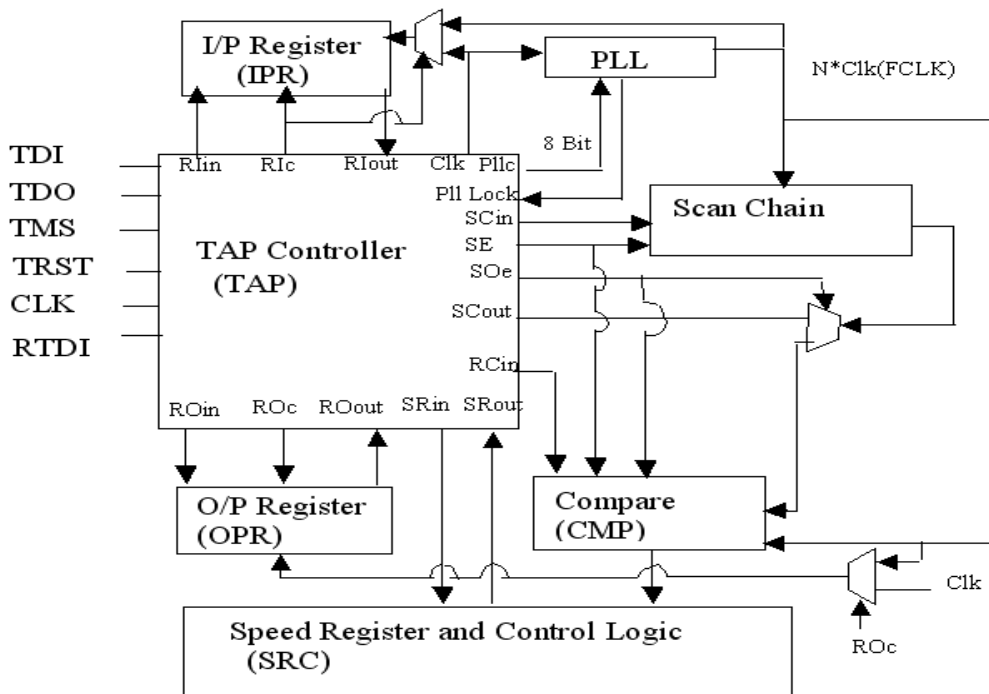 I/P Register
(IPR)
PLL
N*Clk(FCLK)
8 Bit
TDI
TDO
TMS
TRST
CLK
RTDI
RIin
RIc
RIout
Clk
Pllc
Pll Lock
SCin
SE
SOe
SCout
RCin
TAP Controller
(TAP)
Scan Chain
ROin
ROc
ROout
SRin
SRout
O/P Register
(OPR)
Compare
(CMP)
Clk
ROc
Speed Register and Control Logic
(SRC)